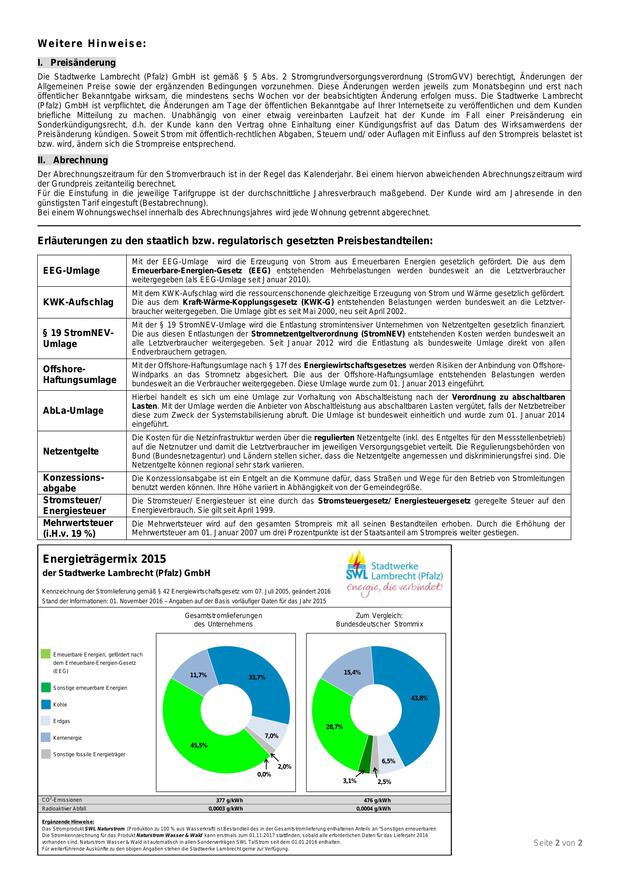 Weitere Hinweise:
I. Preisänderung
Die Stadtwerke Lambrecht (Pfalz) GmbH ist gemäß § 5 Abs. 2 Stromgrundversorgungsverordnung (StromGVV) berechtigt, Änderungen der
Allgemeinen Preise sowie der ergänzenden Bedingungen vorzunehmen. Diese Änderungen werden jeweils zum Monatsbeginn und erst nach
öffentlicher Bekanntgabe wirksam, die mindestens sechs Wochen vor der beabsichtigten Änderung erfolgen muss. Die Stadtwerke Lambrecht
(Pfalz) GmbH ist verpflichtet, die Änderungen am Tage der öffentlichen Bekanntgabe auf Ihrer Internetseite zu veröffentlichen und dem Kunden
briefliche Mitteilung zu machen. Unabhängig von einer etwaig vereinbarten Laufzeit hat der Kunde im Fall einer Preisänderung ein
Sonderkündigungsrecht, d.h. der Kunde kann den Vertrag ohne Einhaltung einer Kündigungsfrist auf das Datum des Wirksamwerdens der
Preisänderung kündigen. Soweit Strom mit öffentlich-rechtlichen Abgaben, Steuern und/ oder Auflagen mit Einfluss auf den Strompreis belastet ist
bzw. wird, ändern sich die Strompreise entsprechend.
II. Abrechnung
Der Abrechnungszeitraum für den Stromverbrauch ist in der Regel das Kalenderjahr. Bei einem hiervon abweichenden Abrechnungszeitraum wird
der Grundpreis zeitanteilig berechnet.
Für die Einstufung in die jeweilige Tarifgruppe ist der durchschnittliche Jahresverbrauch maßgebend. Der Kunde wird am Jahresende in den
günstigsten Tarif eingestuft (Bestabrechnung).
Bei einem Wohnungswechsel innerhalb des Abrechnungsjahres wird jede Wohnung getrennt abgerechnet.
Erläuterungen zu den staatlich bzw. regulatorisch gesetzten Preisbestandteilen:
EEG-Umlage
Mit der EEG-Umlage wird die Erzeugung von Strom aus Erneuerbaren Energien gesetzlich gefördert. Die aus dem
Erneuerbare-Energien-Gesetz (EEG) entstehenden Mehrbelastungen werden bundesweit an die Letztverbraucher
weitergegeben (als EEG-Umlage seit Januar 2010).
KWK-Aufschlag
Mit dem KWK-Aufschlag wird die ressourcenschonende gleichzeitige Erzeugung von Strom und Wärme gesetzlich gefördert.
Die aus dem Kraft-Wärme-Kopplungsgesetz (KWK-G) entstehenden Belastungen werden bundesweit an die Letztver-
braucher weitergegeben. Die Umlage gibt es seit Mai 2000, neu seit April 2002.
§ 19 StromNEV-
Umlage
Mit der § 19 StromNEV-Umlage wird die Entlastung stromintensiver Unternehmen von Netzentgelten gesetzlich finanziert.
Die aus diesen Entlastungen der Stromnetzentgeltverordnung (StromNEV) entstehenden Kosten werden bundesweit an
alle Letztverbraucher weitergegeben. Seit Januar 2012 wird die Entlastung als bundesweite Umlage direkt von allen
Endverbrauchern getragen.
Offshore-
Haftungsumlage
Mit der Offshore-Haftungsumlage nach § 17f des Energiewirtschaftsgesetzes werden Risiken der Anbindung von Offshore-
Windparks an das Stromnetz abgesichert. Die aus der Offshore-Haftungsumlage entstehenden Belastungen werden
bundesweit an die Verbraucher weitergegeben. Diese Umlage wurde zum 01. Januar 2013 eingeführt.
AbLa-Umlage
Hierbei handelt es sich um eine Umlage zur Vorhaltung von Abschaltleistung nach der Verordnung zu abschaltbaren
Lasten. Mit der Umlage werden die Anbieter von Abschaltleistung aus abschaltbaren Lasten vergütet, falls der Netzbetreiber
diese zum Zweck der Systemstabilisierung abruft. Die Umlage ist bundesweit einheitlich und wurde zum 01. Januar 2014
eingeführt.
Netzentgelte
Die Kosten für die Netzinfrastruktur werden über die regulierten Netzentgelte (inkl. des Entgeltes für den Messstellenbetrieb)
auf die Netznutzer und damit die Letztverbraucher im jeweiligen Versorgungsgebiet verteilt. Die Regulierungsbehörden von
Bund (Bundesnetzagentur) und Ländern stellen sicher, dass die Netzentgelte angemessen und diskriminierungsfrei sind. Die
Netzentgelte können regional sehr stark variieren.
Konzessions-
abgabe
Die Konzessionsabgabe ist ein Entgelt an die Kommune dafür, dass Straßen und Wege für den Betrieb von Stromleitungen
benutzt werden können. Ihre Höhe variiert in Abhängigkeit von der Gemeindegröße.
Stromsteuer/
Energiesteuer
Die Stromsteuer/ Energiesteuer ist eine durch das Stromsteuergesetz/ Energiesteuergesetz geregelte Steuer auf den
Energieverbrauch. Sie gilt seit April 1999.
Mehrwertsteuer
(i.H.v. 19 %)
Die Mehrwertsteuer wird auf den gesamten Strompreis mit all seinen Bestandteilen erhoben. Durch die Erhöhung der
Mehrwertsteuer am 01. Januar 2007 um drei Prozentpunkte ist der Staatsanteil am Strompreis weiter gestiegen.
Energieträgermix 2015
der Stadtwerke Lambrecht (Pfalz) GmbH
SWL Stadtwerke
Lambrecht (Pfalz)
energie, die verbindet!
Kennzeichnung der Stromlieferung gemäß § 42 Energiewirtschaftsgesetz vom 07. Juli 2005, geändert 2016
Stand der Informationen: 01. November 2016 – Angaben auf der Basis vorläufiger Daten für das Jahr 2015
Gesamtstromlieferungen
des Unternehmens
Zum Vergleich:
Bundesdeutscher Strommix
Erneuerbare Energien, gefördert nach
dem Erneuerbare-Energien-Gesetz
(EEG)
Sonstige erneuerbare Energien
Kohle
Erdgas
Kernenergie
Sonstige fossile Energieträger
11,7%
33,7%
7,0%
2,0%
0,0%
45,5%
15,4%
43,8%
6,5%
2,5%
3,1%
28,7%
CO²-Emissionen 377 g/kWh 476 g/kWh
Radioaktiver Abfall 0,0003 g/kWh 0,0004 g/kWh
Ergänzende Hinweise:
Das Stromprodukt SWL Naturstrom (Produktion zu 100 % aus Wasserkraft) ist Bestandteil des in der Gesamtstromlieferung enthaltenen Anteils an "Sonstigen erneuerbaren
Die Stromkennzeichnung für das Produkt Naturstrom Wasser & Wald kann erstmals zum 01.11.2017 stattfinden, sobald alle erforderlichen Daten für das Lieferjahr 2016
vorhanden sind. Naturstrom Wasser & Wald ist automatisch in allen Sonderverträgen SWL TalStrom seit dem 01.01.2016 enthalten.
Für weiterführende Auskünfte zu den obigen Angaben stehen die Stadtwerke Lambrecht gerne zur Verfügung.
Seite 2 von 2